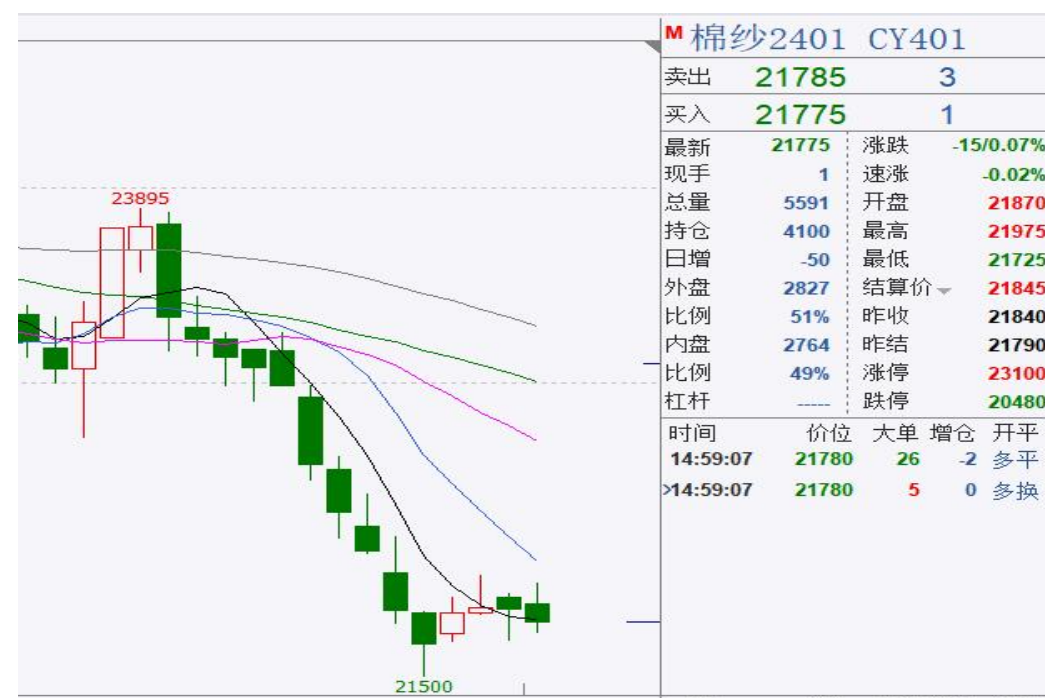 23895
21500
M 棉纱2401 CY401
卖出 21785 3
买入 21775 1
最新 21775 涨跌 -15/0.07%
现手 1 速涨 -0.02%
总量 5591 开盘 21870
持仓 4100 最高 21975
日增 -50 最低 21725
外盘 2827 结算价 21845
比例 51% 昨收 21840
内盘 2764 昨结 21790
比例 49% 涨停 23100
杠杆 ----- 跌停 20480
时间 价位 大单 增仓 开平
14:59:07 21780 26 -2 多平
>14:59:07 21780 5 0 多换